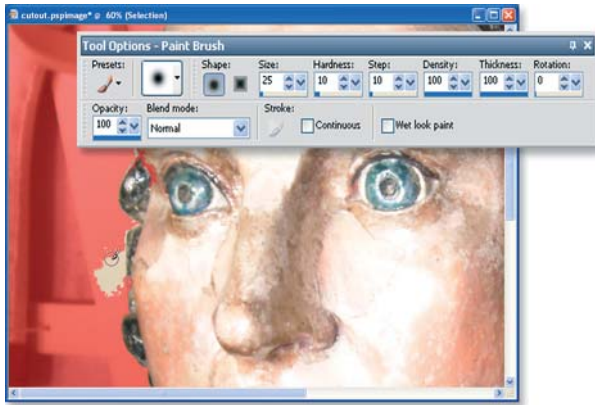 cutout.pspimage* @ 60% (Selection)
Tool Options - Paint Brush
Presets: Shape: Size: Hardness: Step: Density: Thickness: Rotation:
25 10 10 100 100 0
Opacity: Blend mode: Stroke:
100 Normal Continuous Wet look paint